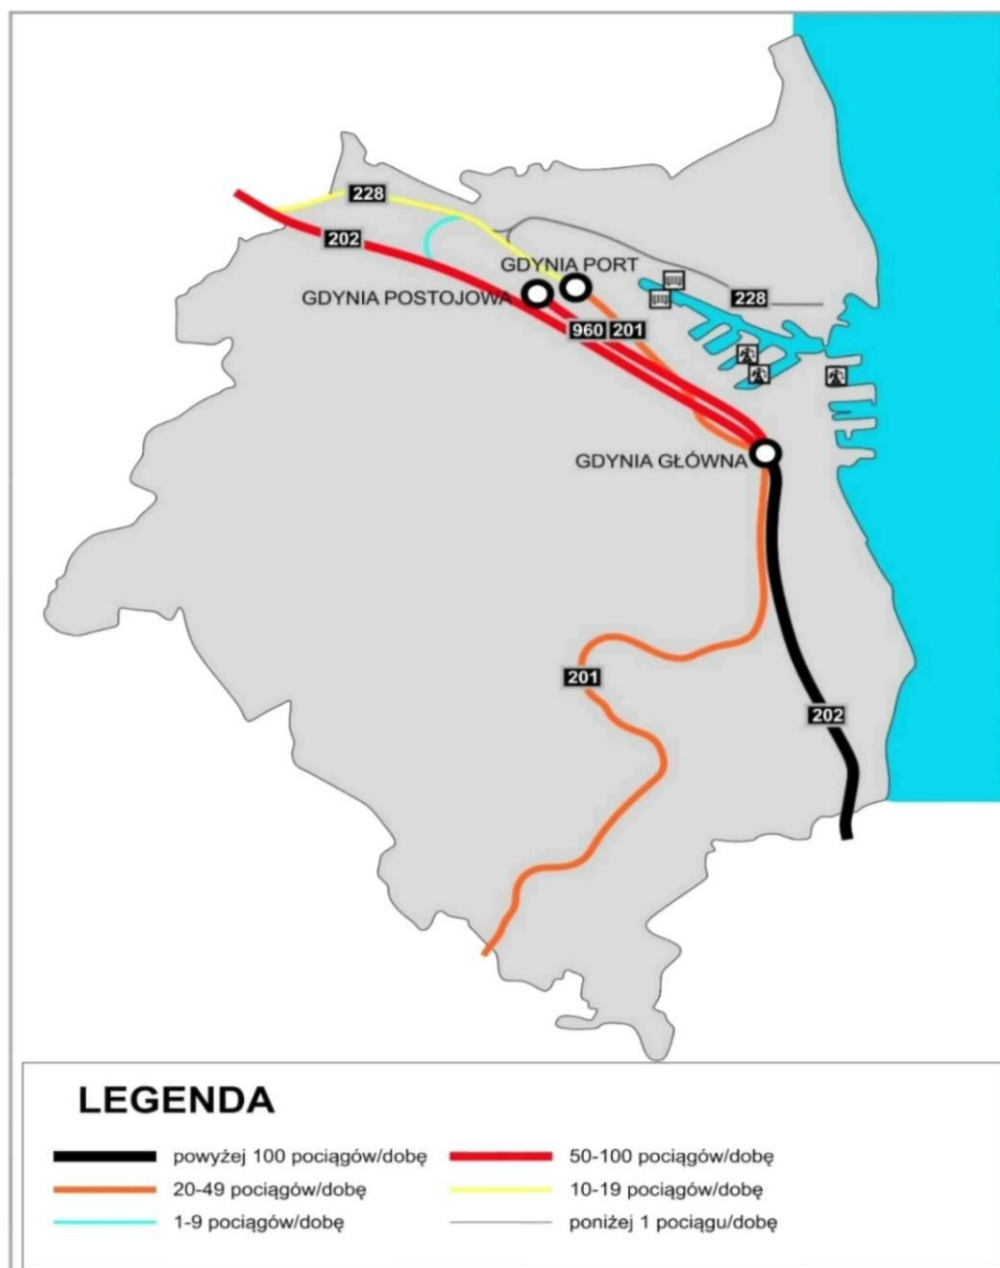 228
202
GDYNIA PORT
GDYNIA POSTOJOWA
228
960 201
GDYNIA GŁÓWNA
201
202
LEGENDA
powyżej 100 pociągów/dobę
50-100 pociągów/dobę
20-49 pociągów/dobę
10-19 pociągów/dobę
1-9 pociągów/dobę
poniżej 1 pociągu/dobę